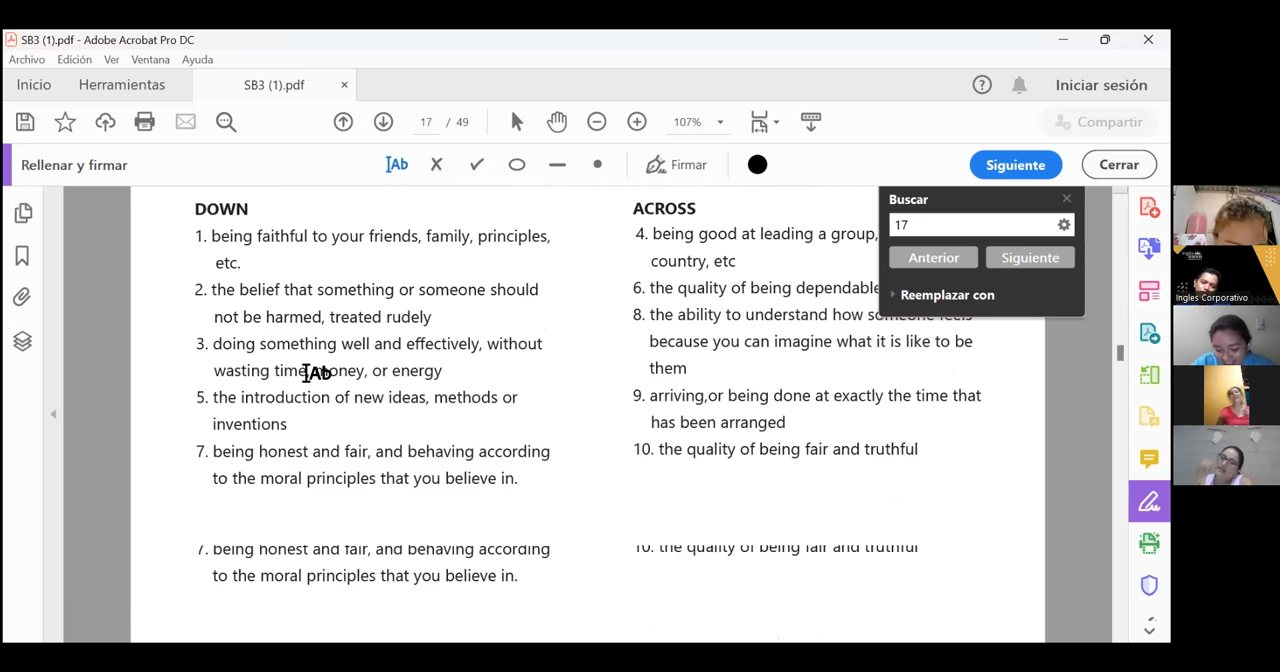 SB3 (1).pdf - Adobe Acrobat Pro DC
Archivo Edición Ver Ventana Ayuda
Inicio Herramientas SB3 (1).pdf × Iniciar sesión
17 / 49 107% Compartir
Rellenar y firmar Ab Firmar Siguiente Cerrar
Buscar
17
Anterior Siguiente
Reemplazar con
DOWN
1. being faithful to your friends, family, principles,
etc.
2. the belief that something or someone should
not be harmed, treated rudely
3. doing something well and effectively, without
wasting time money, or energy
Ab
5. the introduction of new ideas, methods or
inventions
7. being honest and fair, and behaving according
to the moral principles that you believe in.
7. being honest and fair, and behaving according
to the moral principles that you believe in.
ACROSS
4. being good at leading a group,
country, etc
6. the quality of being dependable
8. the ability to understand how someone feels
because you can imagine what it is like to be
them
9. arriving,or being done at exactly the time that
has been arranged
10. the quality of being fair and truthful
10. the quality of being fair and truthful
Ingles Corporativo